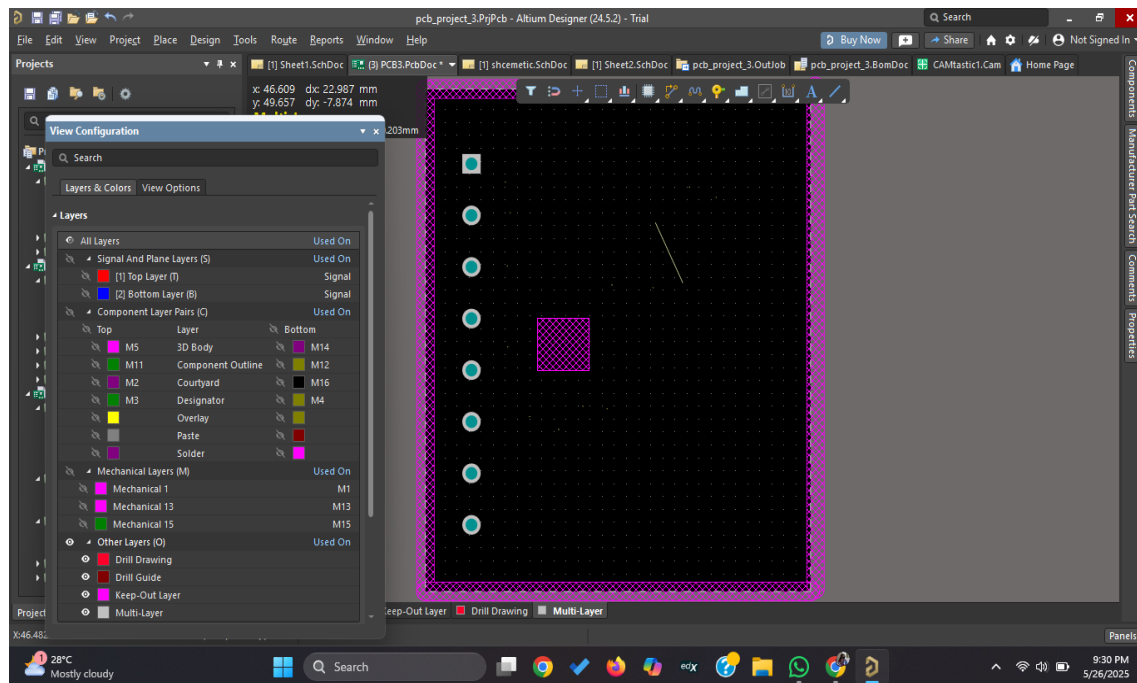 pcb_project_3.PrjPcb - Altium Designer (24.5.2) - Trial
Search
File Edit View Project Place Design Tools Route Reports Window Help
Buy Now Share Not Signed In
Projects
[1] Sheet1.SchDoc (3) PCB3.PcbDoc * [1] shcemetic.SchDoc [1] Sheet2.SchDoc pcb_project_3.OutJob pcb_project_3.BomDoc CAMtastic1.Cam Home Page
x: 46.609 dx: 22.987 mm
y: 49.657 dy: -7.874 mm
.203mm
View Configuration
Search
Layers & Colors View Options
Layers
All Layers Used On
Signal And Plane Layers (S) Used On
[1] Top Layer (T) Signal
[2] Bottom Layer (B) Signal
Component Layer Pairs (C) Used On
Top Layer Bottom
M5 3D Body M14
M11 Component Outline M12
M2 Courtyard M16
M3 Designator M4
Overlay
Paste
Solder
Mechanical Layers (M) Used On
Mechanical 1 M1
Mechanical 13 M13
Mechanical 15 M15
Other Layers (O) Used On
Drill Drawing
Drill Guide
Keep-Out Layer
Multi-Layer
Components
Manufacturer Part Search
Comments
Properties
Project
eep-Out Layer Drill Drawing Multi-Layer
X:46.482
Panels
1
28°C
Mostly cloudy
Search
edX
9:30 PM
5/26/2025